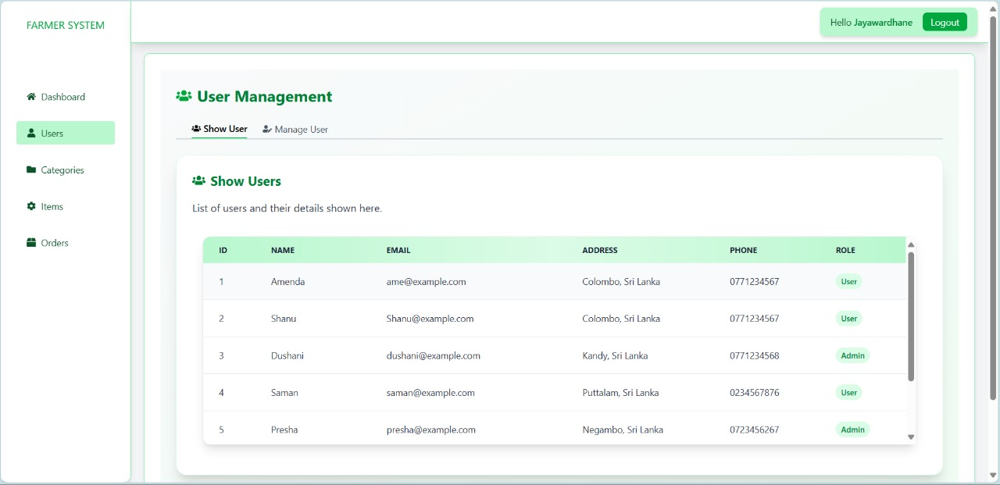 FARMER SYSTEM
Hello Jayawardhane Logout
Dashboard
Users
Categories
Items
Orders
User Management
Show User Manage User
Show Users
List of users and their details shown here.
ID NAME EMAIL ADDRESS PHONE ROLE
1 Amenda ame@example.com Colombo, Sri Lanka 0771234567 User
2 Shanu Shanu@example.com Colombo, Sri Lanka 0771234567 User
3 Dushani dushani@example.com Kandy, Sri Lanka 0771234568 Admin
4 Saman saman@example.com Puttalam, Sri Lanka 0234567876 User
5 Presha presha@example.com Negambo, Sri Lanka 0723456267 Admin